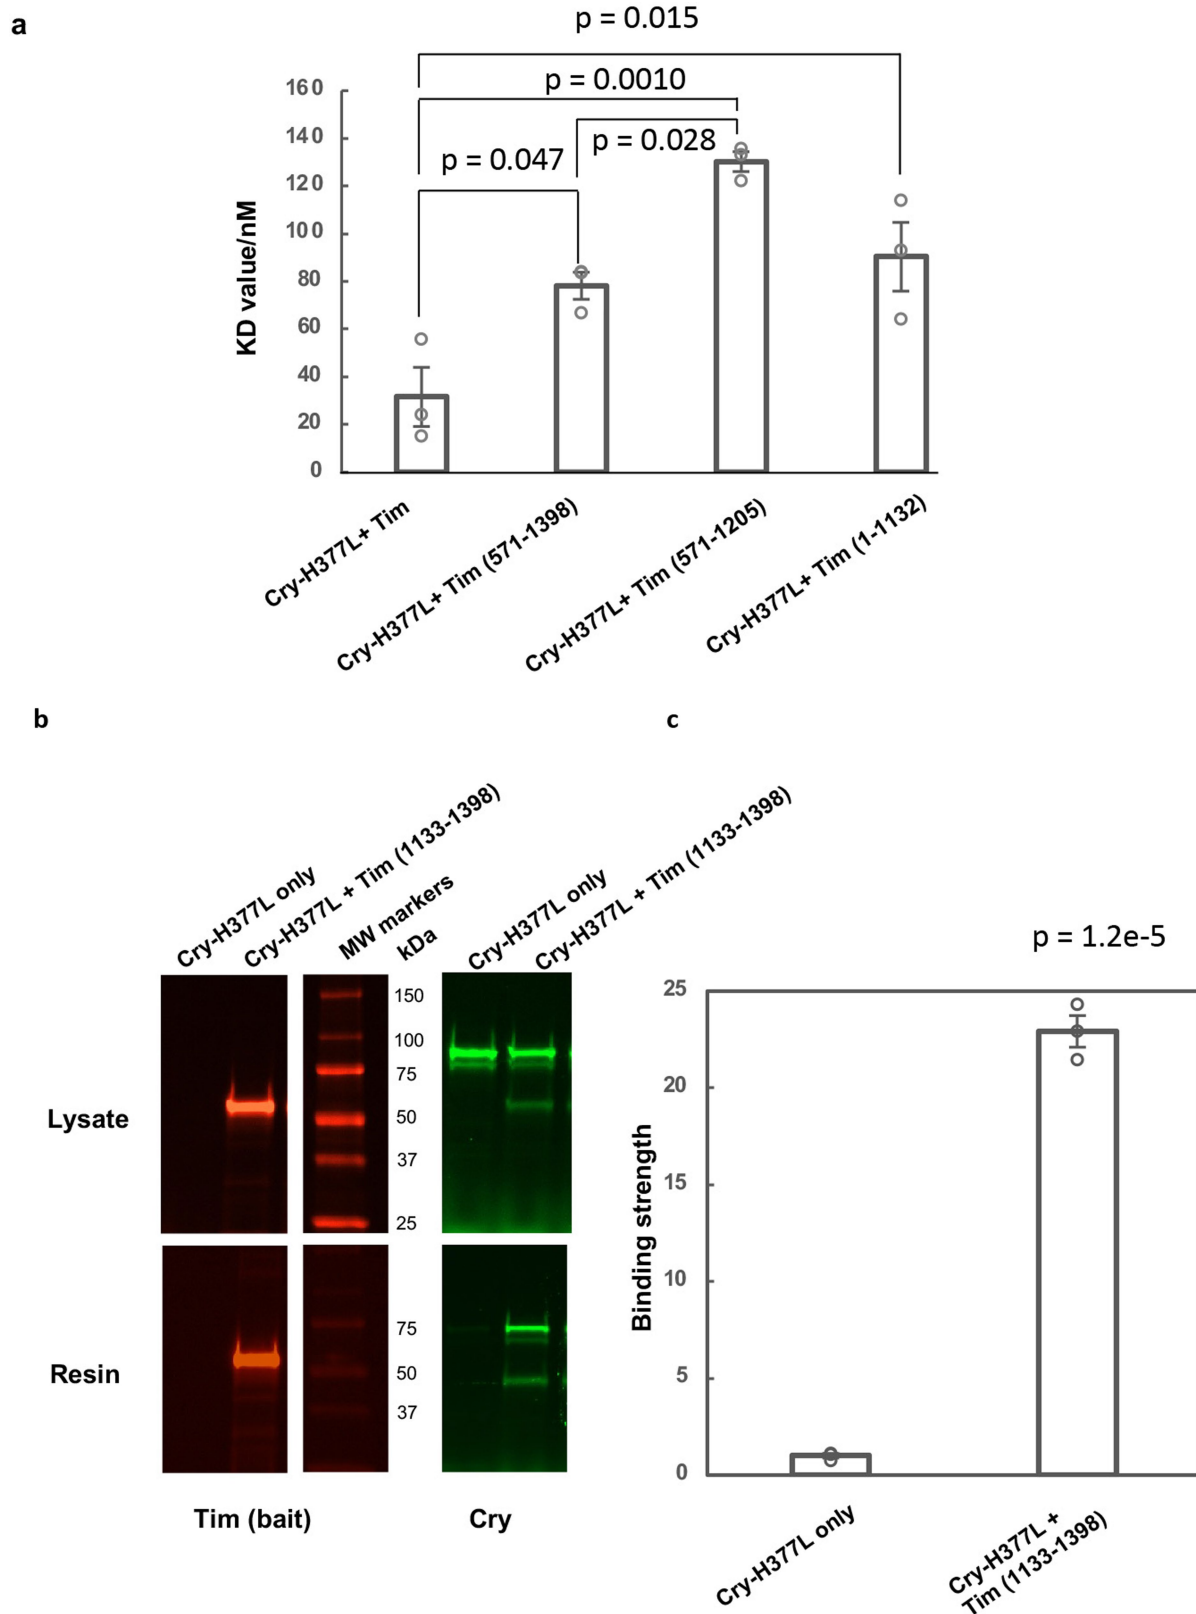 a
p = 0.015
p = 0.0010
p = 0.028
p = 0.047
160
140
120
100
80
60
40
20
0
KD value/nM
Cry-H377L+ Tim
Cry-H377L+ Tim (571-1398)
Cry-H377L+ Tim (571-1205)
Cry-H377L+ Tim (1-1132)
b
Cry-H377L only
Cry-H377L + Tim (1133-1398)
MW markers
kDa
Cry-H377L only
Cry-H377L + Tim (1133-1398)
Lysate
150
100
75
50
37
25
Resin
75
50
37
Tim (bait)
Cry
c
p = 1.2e-5
25
20
15
10
5
0
Binding strength
Cry-H377L only
Cry-H377L +
Tim (1133-1398)